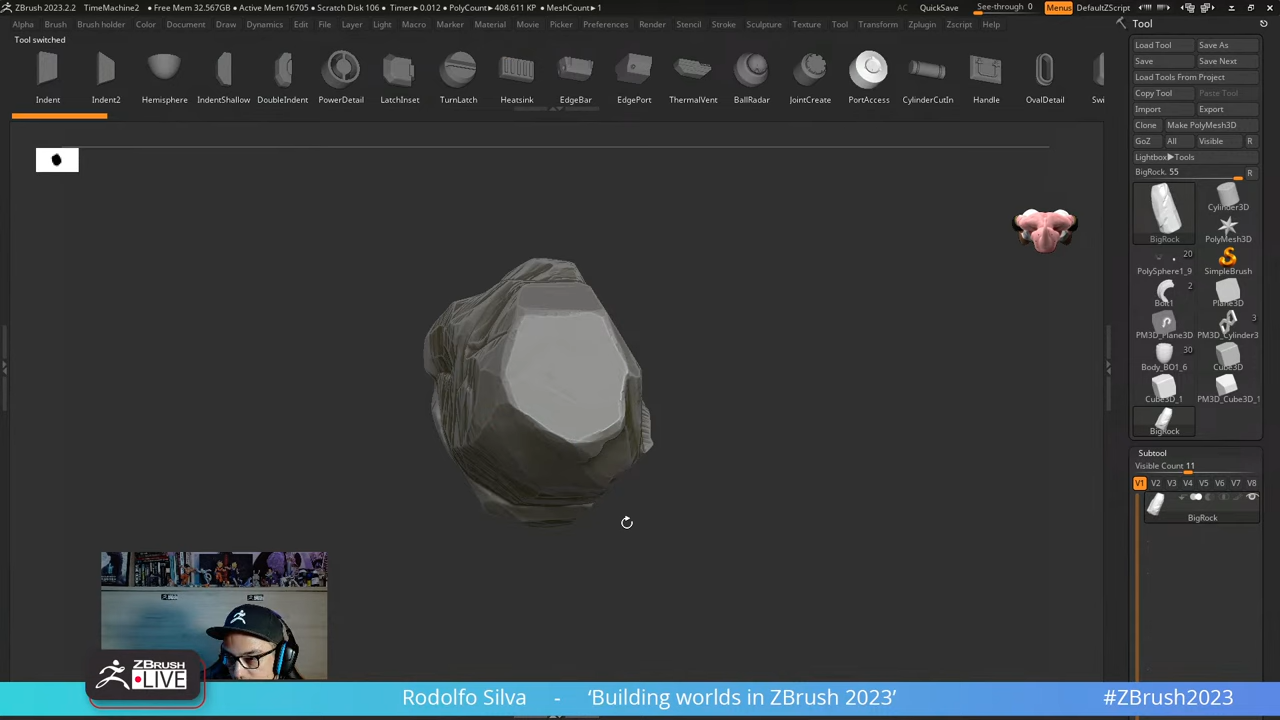 ZBrush 2023.2.2 TimeMachine2 ● Free Mem 32.567GB ● Active Mem 16705 ● Scratch Disk 106 ● Timer▶0.012 ● PolyCount▶408.611 KP ● MeshCount▶1 AC QuickSave See-through 0 Menus DefaultZScript
Alpha Brush Brush holder Color Document Draw Dynamics Edit File Layer Light Macro Marker Material Movie Picker Preferences Render Stencil Stroke Sculpture Texture Tool Transform Zplugin Zscript Help
Tool switched
Indent Indent2 Hemisphere IndentShallow DoubleIndent PowerDetail LatchInset TurnLatch Heatsink EdgeBar EdgePort ThermalVent BallRadar JointCreate PortAccess CylinderCutIn Handle OvalDetail Swi
Tool
Load Tool Save As
Save Save Next
Load Tools From Project
Copy Tool Paste Tool
Import Export
Clone Make PolyMesh3D
GoZ All Visible R
Lightbox▶Tools
BigRock. 55 R
Cylinder3D
BigRock PolyMesh3D
20
PolySphere1_9 SimpleBrush
2
Bolt1 Plane3D
3
PM3D_Plane3D PM3D_Cylinder3
30
Body_BO1_6 Cube3D
Cube3D_1 PM3D_Cube3D_1
BigRock
Subtool
Visible Count 11
V1 V2 V3 V4 V5 V6 V7 V8
BigRock
ZBRUSH
LIVE
Rodolfo Silva - ‘Building worlds in ZBrush 2023’ #ZBrush2023